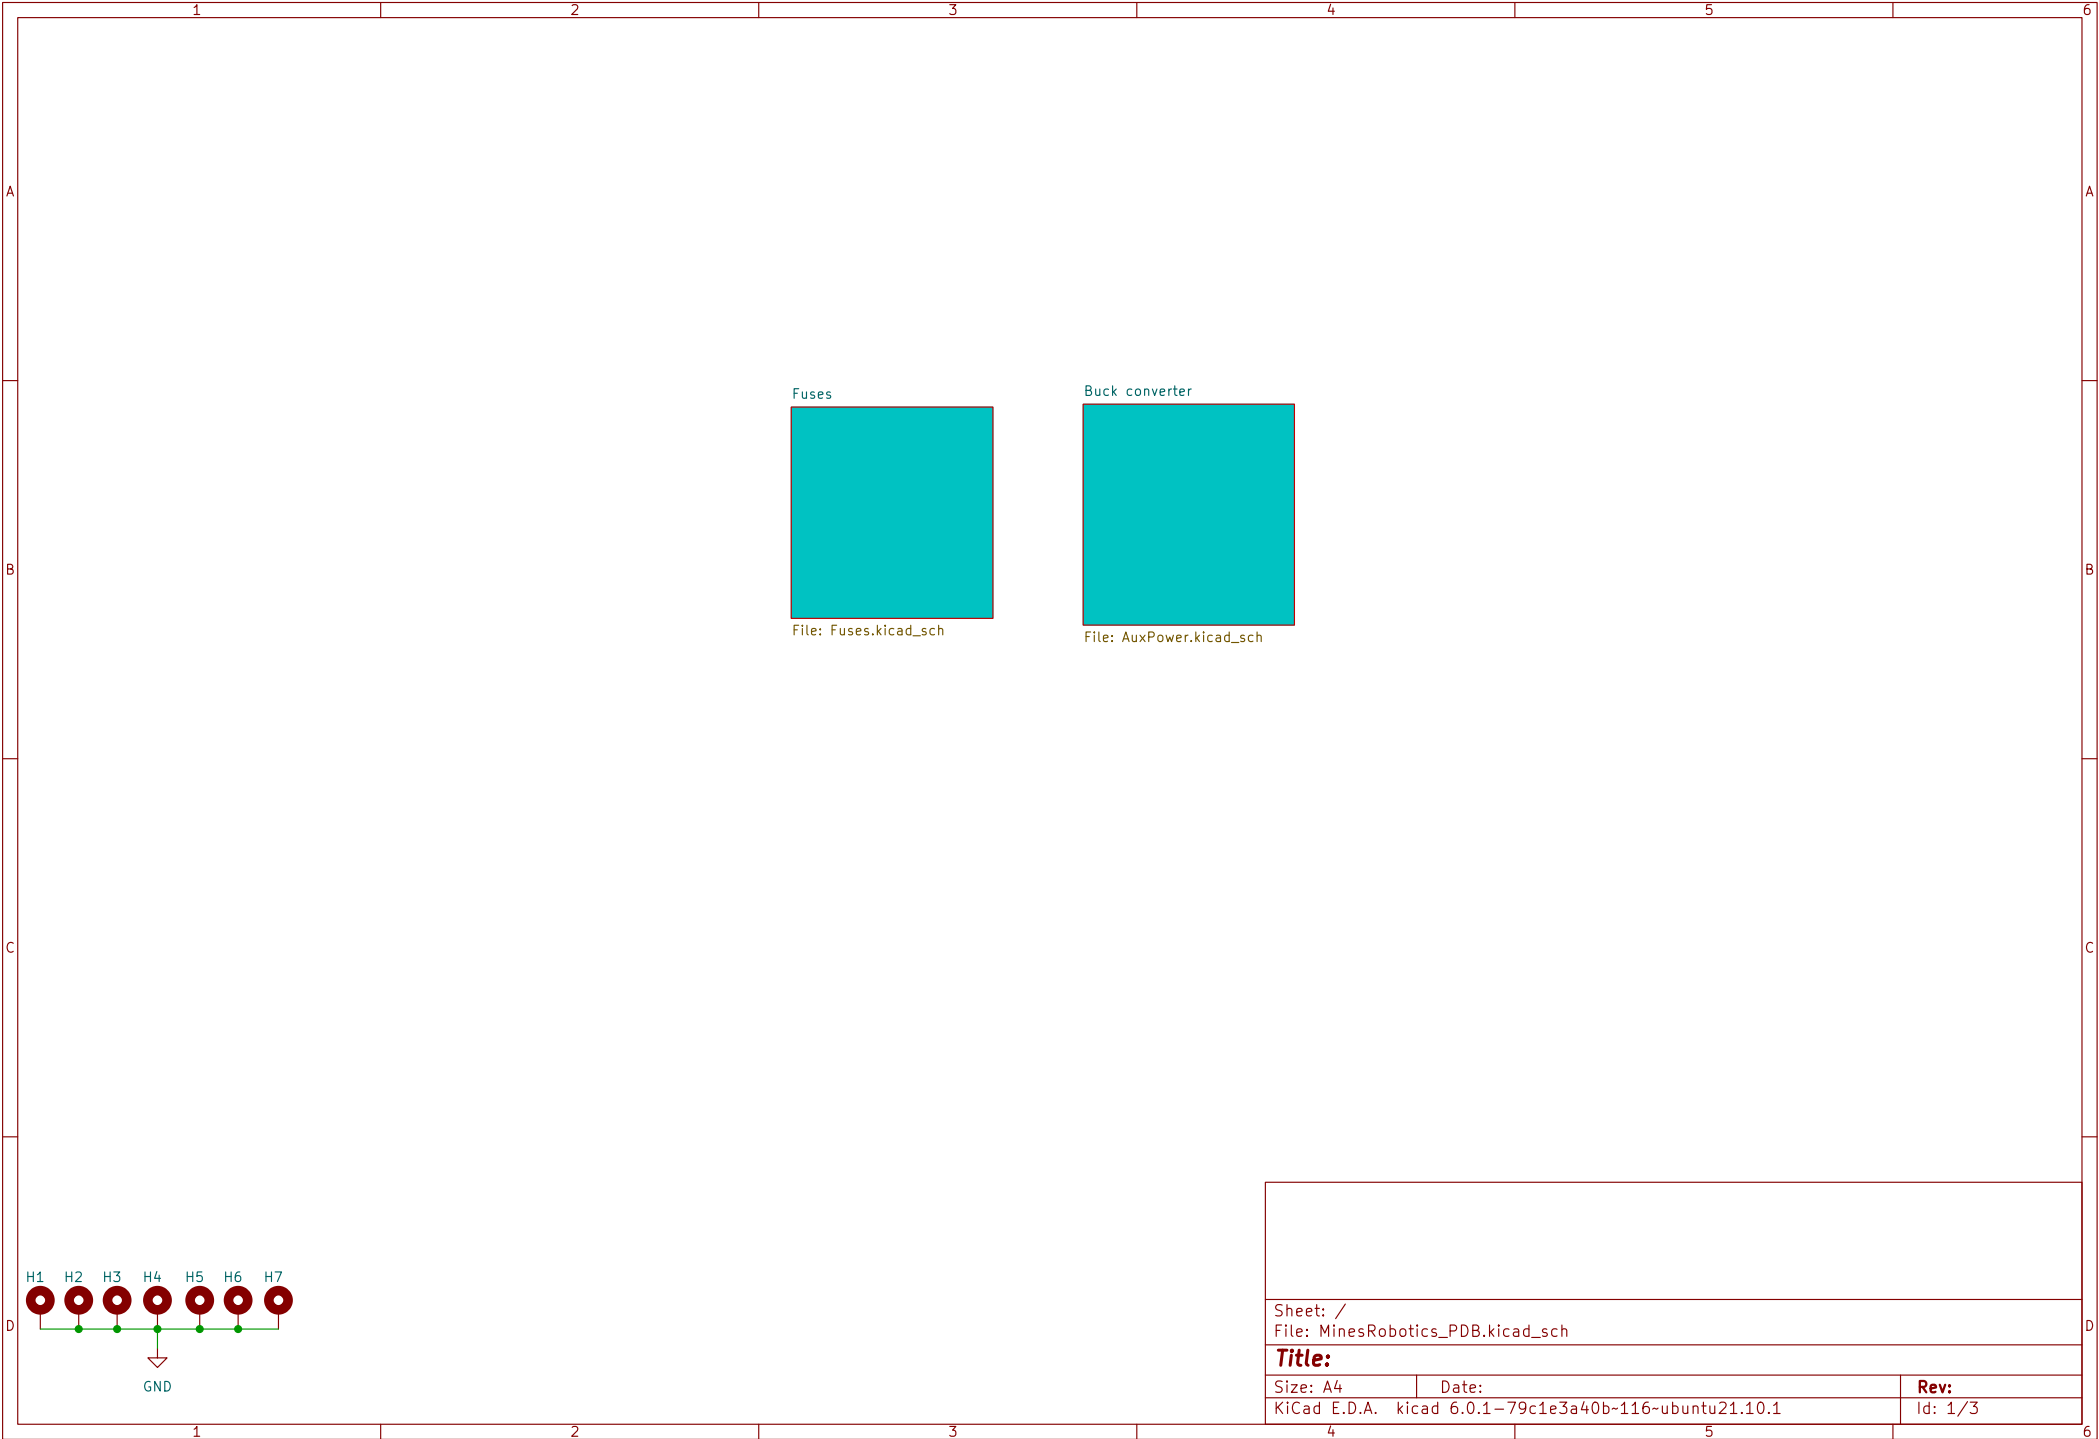 1 2 3 4 5 6
A A
Fuses
Buck converter
B B
File: Fuses.kicad_sch
File: AuxPower.kicad_sch
C C
H1 H2 H3 H4 H5 H6 H7
GND
D D
Sheet: /
File: MinesRobotics_PDB.kicad_sch
Title:
Size: A4 Date: Rev:
KiCad E.D.A. kicad 6.0.1-79c1e3a40b~116~ubuntu21.10.1 Id: 1/3
1 2 3 4 5 6